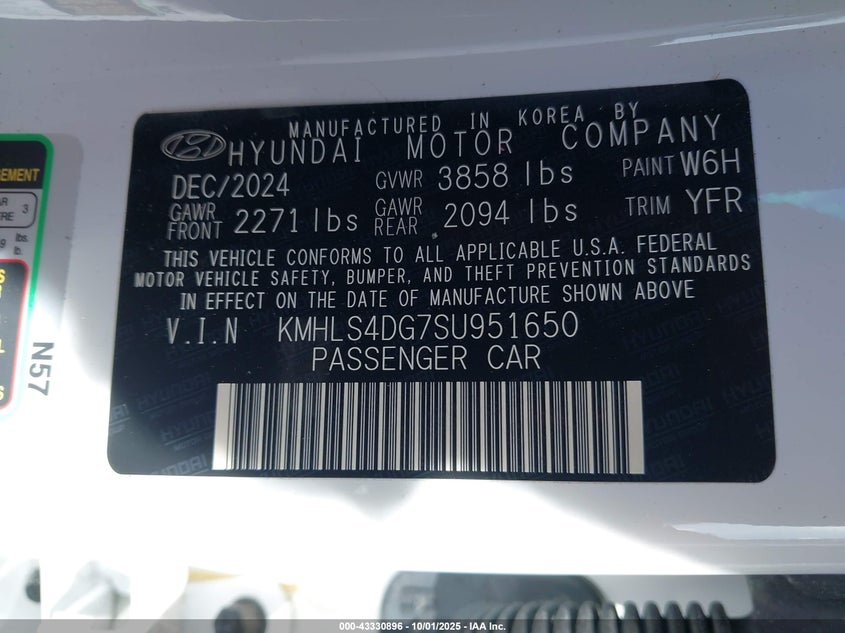 MANUFACTURED IN KOREA BY
HYUNDAI MOTOR COMPANY
DEC/2024 GVWR 3858 lbs PAINT W6H
GAWR FRONT 2271 lbs GAWR REAR 2094 lbs TRIM YFR
THIS VEHICLE CONFORMS TO ALL APPLICABLE U.S.A. FEDERAL
MOTOR VEHICLE SAFETY, BUMPER, AND THEFT PREVENTION STANDARDS
IN EFFECT ON THE DATE OF MANUFACTURE SHOWN ABOVE
V.I.N KMHLS4DG7SU951650
PASSENGER CAR
N57
3
lbs.
lb.
000-43330896 - 10/01/2025 - IAA Inc.